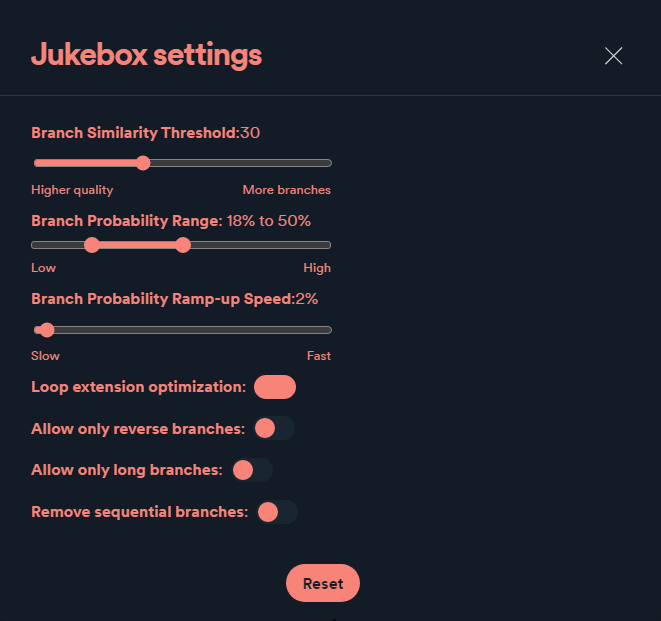 Jukebox settings
Branch Similarity Threshold:30
Higher quality More branches
Branch Probability Range: 18% to 50%
Low High
Branch Probability Ramp-up Speed:2%
Slow Fast
Loop extension optimization:
Allow only reverse branches:
Allow only long branches:
Remove sequential branches:
Reset